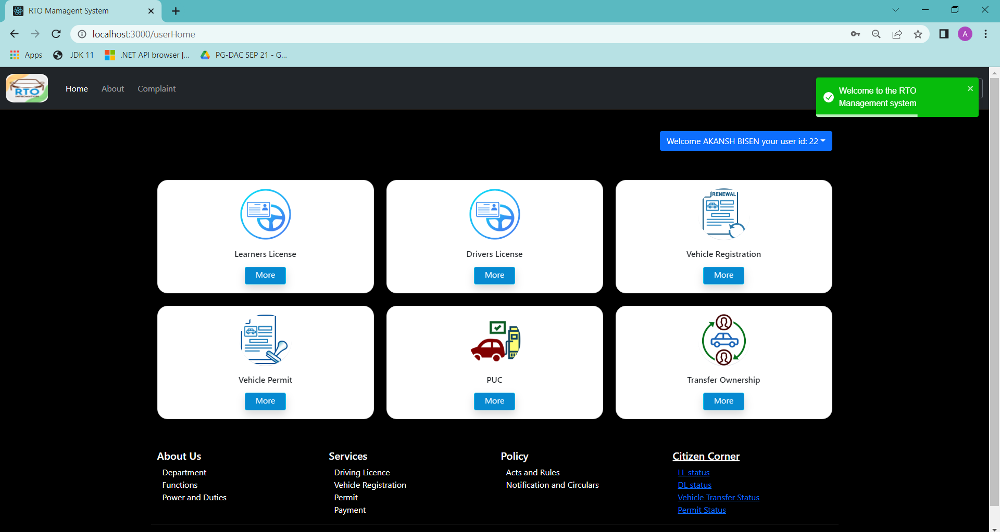 RTO Mamagent System
localhost:3000/userHome
A
Apps
JDK 11
.NET API browser |...
PG-DAC SEP 21 - G...
RTO
INFROMATION
Home
About
Complaint
Welcome to the RTO
Management system
Welcome AKANSH BISEN your user id: 22
Learners License
More
Drivers License
More
RENEWAL
Vehicle Registration
More
Vehicle Permit
More
PUC
More
Transfer Ownership
More
About Us
Department
Functions
Power and Duties
Services
Driving Licence
Vehicle Registration
Permit
Payment
Policy
Acts and Rules
Notification and Circulars
Citizen Corner
LL status
DL status
Vehicle Transfer Status
Permit Status